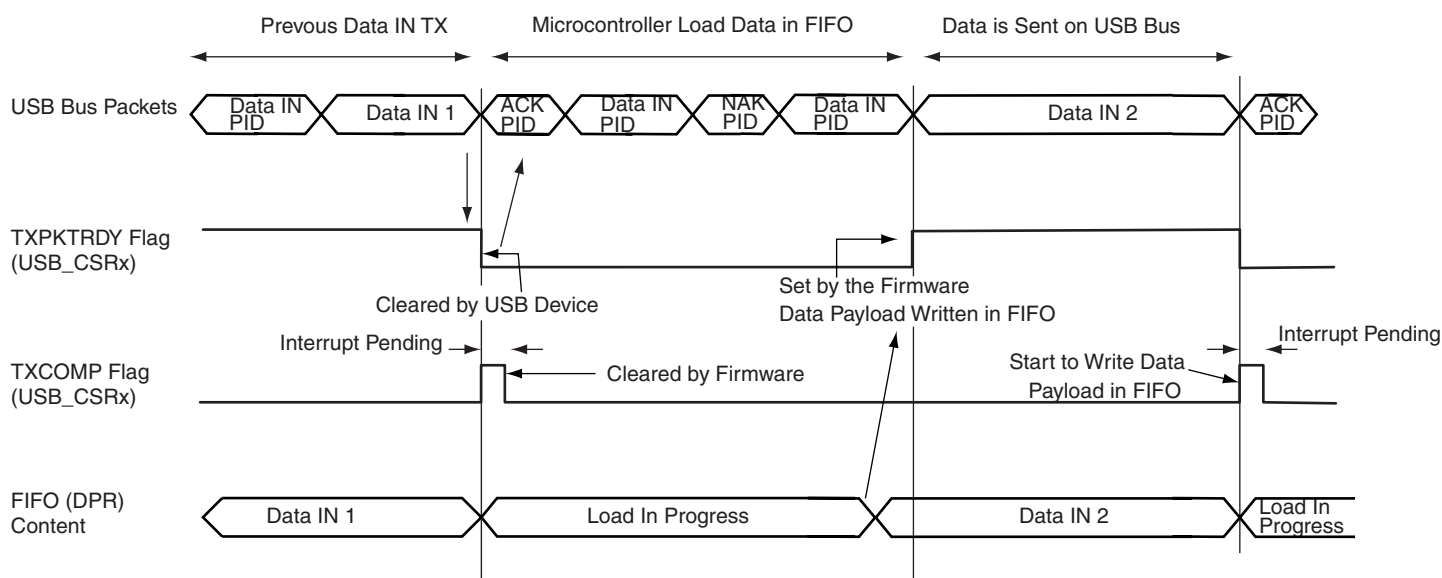 Prevous Data IN TX
Microcontroller Load Data in FIFO
Data is Sent on USB Bus
USB Bus Packets
Data IN
PID
Data IN 1
ACK
PID
Data IN
PID
NAK
PID
Data IN
PID
Data IN 2
ACK
PID
TXPKTRDY Flag
(USB_CSRx)
Cleared by USB Device
Set by the Firmware
Data Payload Written in FIFO
Interrupt Pending
Interrupt Pending
TXCOMP Flag
(USB_CSRx)
Cleared by Firmware
Start to Write Data
Payload in FIFO
FIFO (DPR)
Content
Data IN 1
Load In Progress
Data IN 2
Load In
Progress